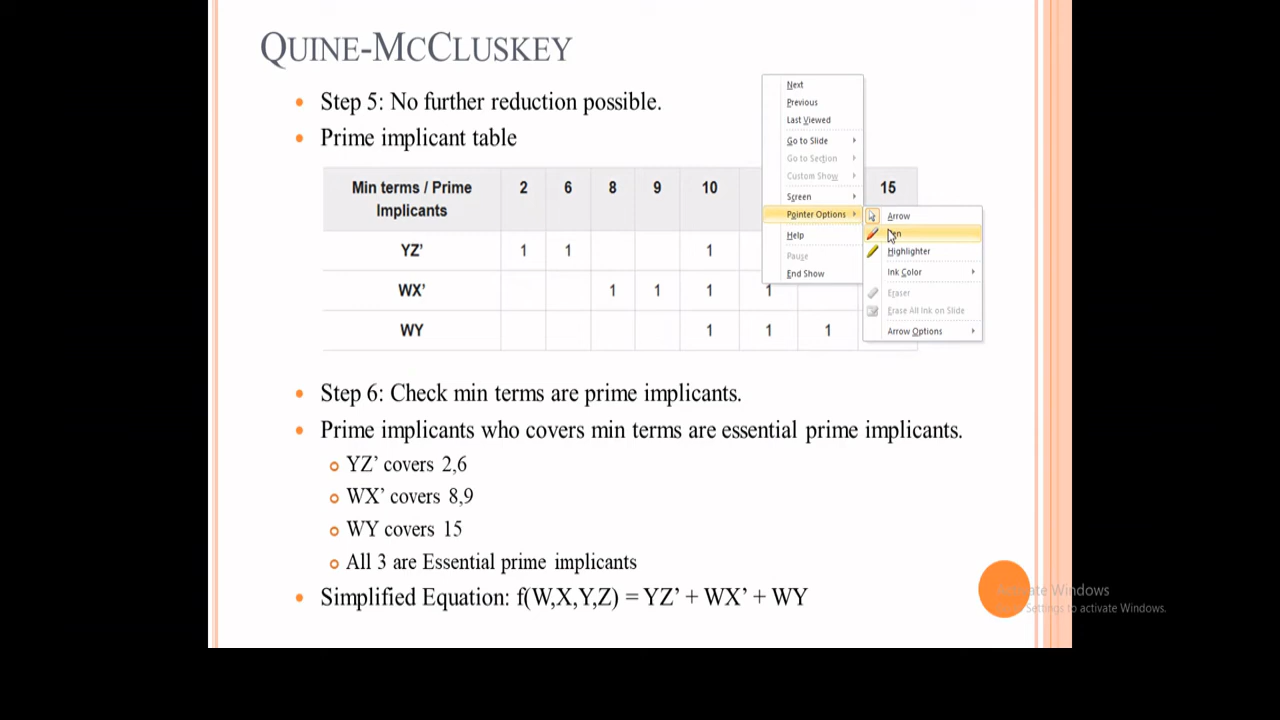 QUINE-MCCLUSKEY
• Step 5: No further reduction possible.
• Prime implicant table
Min terms / Prime Implicants 2 6 8 9 10 15
YZ’ 1 1 1
WX’ 1 1 1 1
WY 1 1 1
Next
Previous
Last Viewed
Go to Slide
Go to Section
Custom Show
Screen
Pointer Options
Help
Pause
End Show
Arrow
Highlighter
Ink Color
Eraser
Erase All Ink on Slide
Arrow Options
• Step 6: Check min terms are prime implicants.
• Prime implicants who covers min terms are essential prime implicants.
YZ’ covers 2,6
WX’ covers 8,9
WY covers 15
All 3 are Essential prime implicants
• Simplified Equation: f(W,X,Y,Z) = YZ’ + WX’ + WY
Activate Windows
Settings to activate Windows.